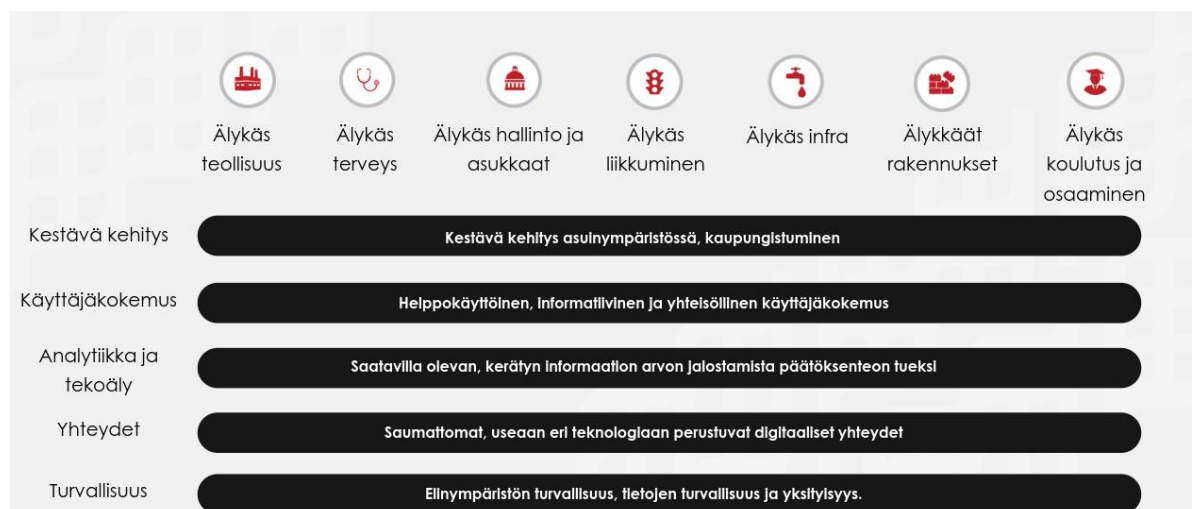 Älykäs teollisuus
Älykäs terveys
Älykäs hallinto ja asukkaat
Älykäs liikkuminen
Älykäs infra
Älykkäät rakennukset
Älykäs koulutus ja osaaminen
Kestävä kehitys
Kestävä kehitys asuinympäristössä, kaupungistuminen
Käyttäjäkokemus
Helppokäyttöinen, informatiivinen ja yhteisöllinen käyttäjäkokemus
Analytiikka ja tekoäly
Saatavilla olevan, kerätyn informaation arvon jalostamista päätöksenteon tueksi
Yhteydet
Saumattomat, useaan eri teknologiaan perustuvat digitaaliset yhteydet
Turvallisuus
Elinympäristön turvallisuus, tietojen turvallisuus ja yksityisyys.